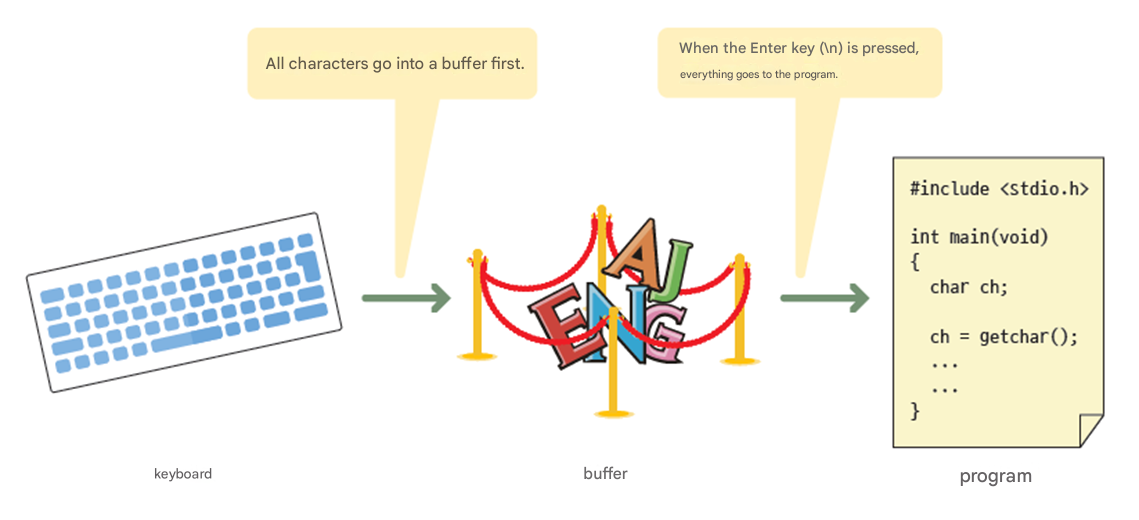 All characters go into a buffer first.
When the Enter key (\n) is pressed,
everything goes to the program.
#include <stdio.h>
int main(void)
{
char ch;
ch = getchar();
...
...
}
A J
E N G
keyboard
buffer
program